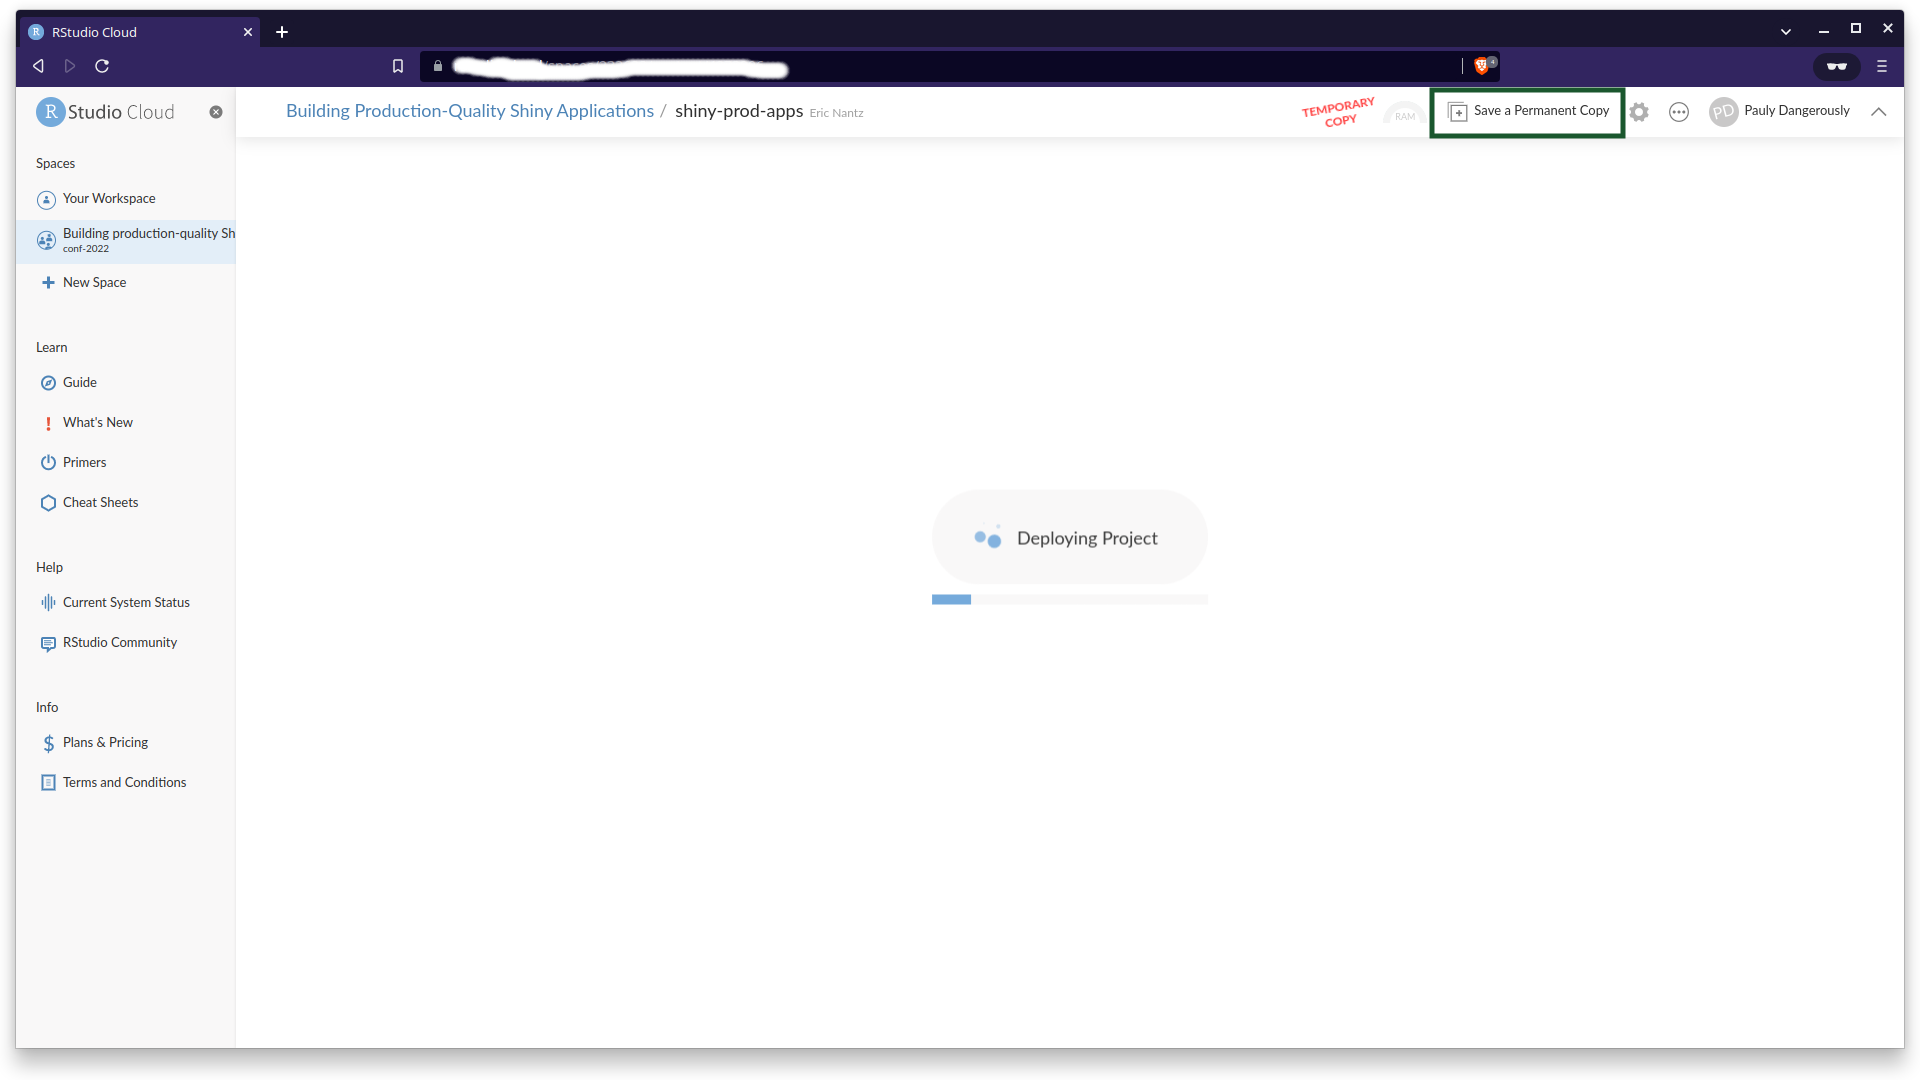 RStudio Cloud
4
R Studio Cloud
Building Production-Quality Shiny Applications / shiny-prod-apps Eric Nantz
TEMPORARY
COPY
RAM
Save a Permanent Copy
PD
Pauly Dangerously
Spaces
Your Workspace
Building production-quality Sh
conf-2022
New Space
Learn
Guide
What's New
Primers
Cheat Sheets
Help
Current System Status
RStudio Community
Info
Plans & Pricing
Terms and Conditions
Deploying Project